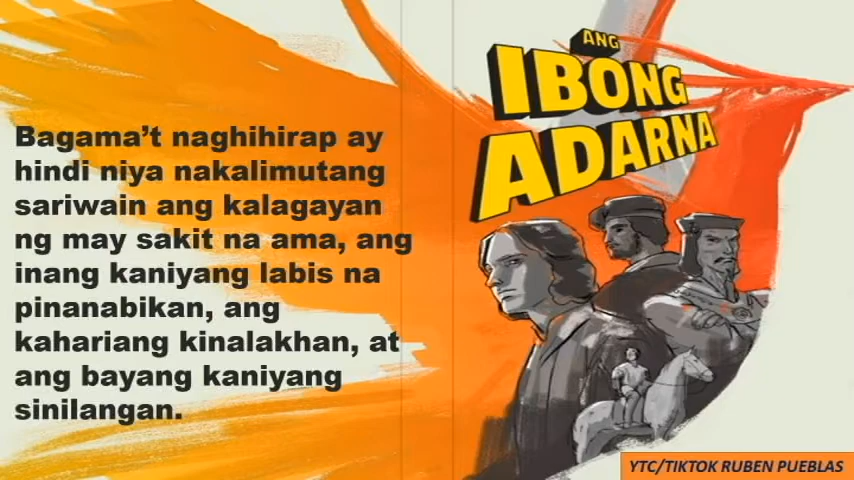 Bagama't naghihirap ay
hindi niya nakalimutang
sariwain ang kalagayan
ng may sakit na ama, ang
inang kaniyang labis na
pinanabikan, ang
kahariang kinalakhan, at
ang bayang kaniyang
sinilangan.
ANG
IBONG
ADARNA
YTC/TIKTOK RUBEN PUEBLAS